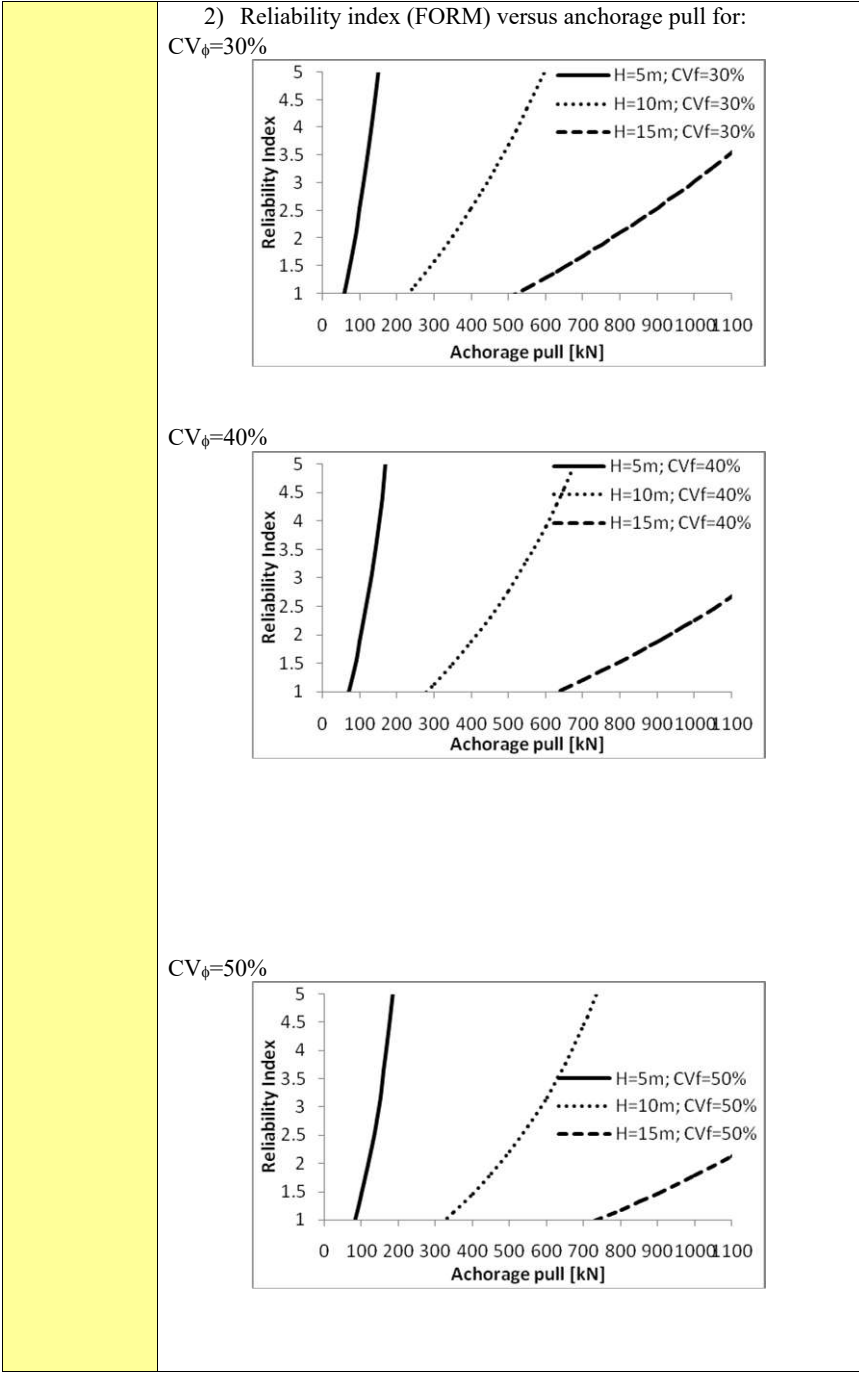 2) Reliability index (FORM) versus anchorage pull for:
CVϕ=30%
5
4.5
4
3.5
3
2.5
2
1.5
1
Reliability Index
H=5m; CVf=30%
H=10m; CVf=30%
H=15m; CVf=30%
0 100 200 300 400 500 600 700 800 900 1000 1100
Achorage pull [kN]
CVϕ=40%
5
4.5
4
3.5
3
2.5
2
1.5
1
Reliability Index
H=5m; CVf=40%
H=10m; CVf=40%
H=15m; CVf=40%
0 100 200 300 400 500 600 700 800 900 1000 1100
Achorage pull [kN]
CVϕ=50%
5
4.5
4
3.5
3
2.5
2
1.5
1
Reliability Index
H=5m; CVf=50%
H=10m; CVf=50%
H=15m; CVf=50%
0 100 200 300 400 500 600 700 800 900 1000 1100
Achorage pull [kN]